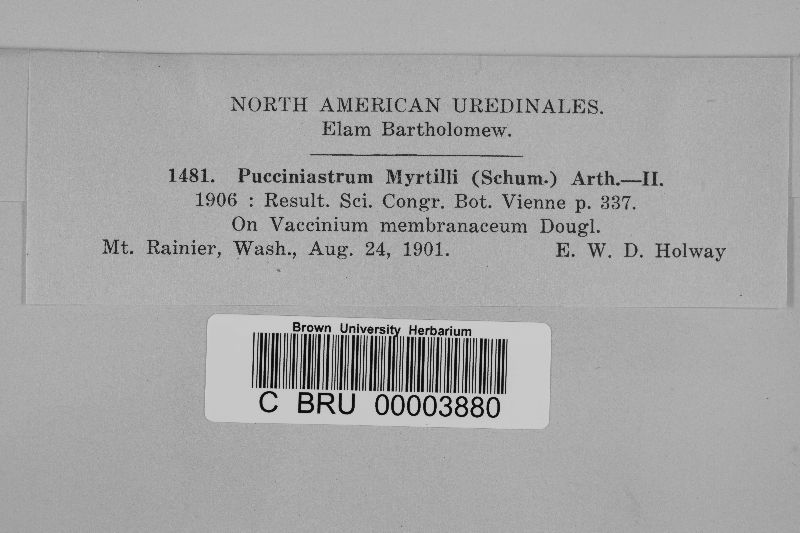 NORTH AMERICAN UREDINALES.
Elam Bartholomew.
1481. Pucciniastrum Myrtilli (Schum.) Arth.—II.
1906 : Result. Sci. Congr. Bot. Vienne p. 337.
On Vaccinium membranaceum Dougl.
Mt. Rainier, Wash., Aug. 24, 1901. E. W. D. Holway
Brown University Herbarium
C BRU 00003880